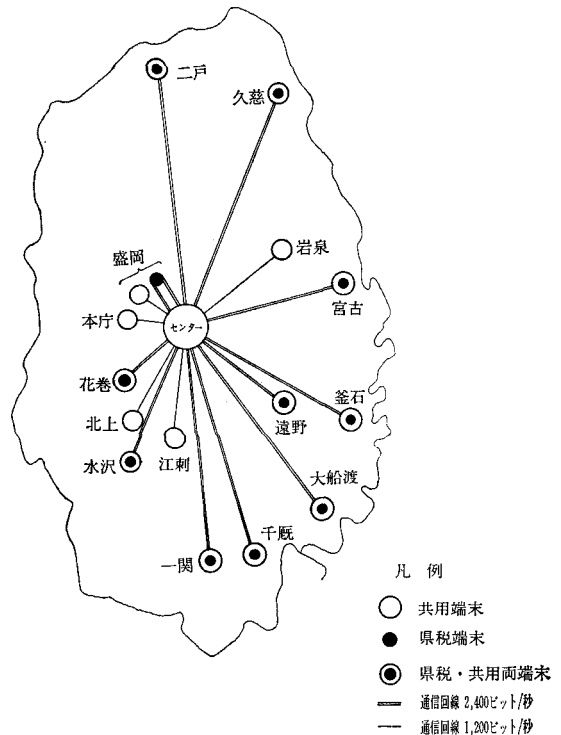 二戸
久慈
岩泉
盛岡
宮古
本庁
センター
花巻
釜石
北上
遠野
水沢
江刺
大船渡
千厩
一関
凡 例
共用端末
県税端末
県税・共用両端末
通信回線 2,400ビット/秒
通信回線 1,200ビット/秒